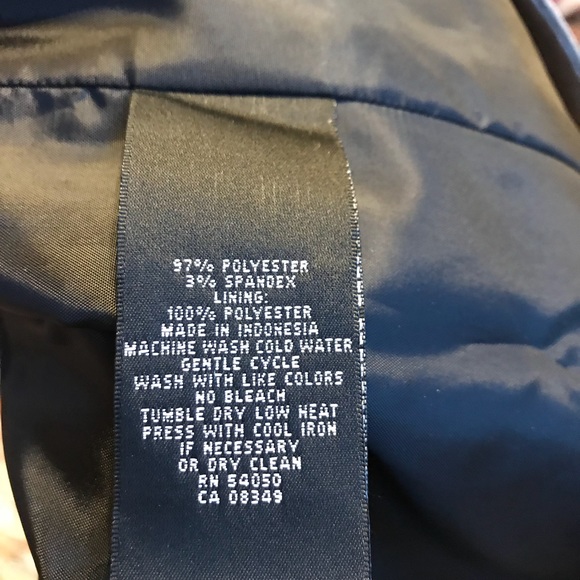 97% POLYESTER
3% SPANDEX
LINING:
100% POLYESTER
MADE IN INDONESIA
MACHINE WASH COLD WATER
GENTLE CYCLE
WASH WITH LIKE COLORS
NO BLEACH
TUMBLE DRY LOW HEAT
PRESS WITH COOL IRON
IF NECESSARY
OR DRY CLEAN
RN 54050
CA 08349